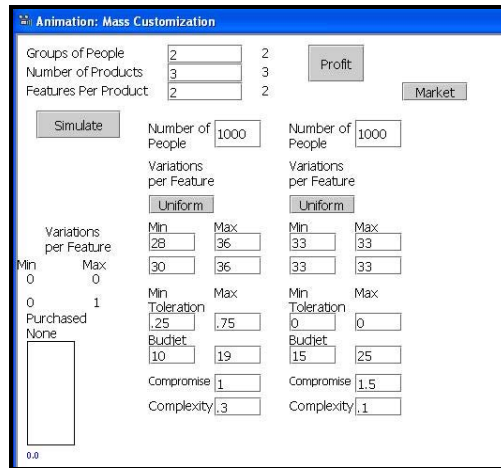 Animation: Mass Customization
Groups of People 2 2
Number of Products 3 3
Features Per Product 2 2
Profit
Market
Simulate
Number of People 1000 Number of People 1000
Variations per Feature Variations per Feature
Uniform Uniform
Min Max Min Max
28 36 33 33
30 36 33 33
Variations per Feature
Min Max
0 0
0 1
Purchased
None
0.0
Min Max Min Max
Toleration Toleration
.25 .75 0 0
Budjet Budjet
10 19 15 25
Compromise 1 Compromise 1.5
Complexity .3 Complexity .1